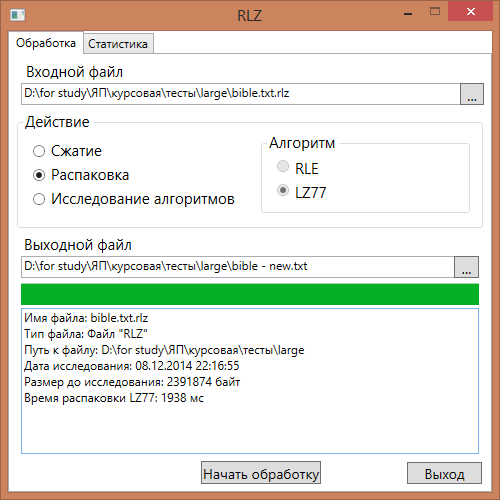 RLZ
Обработка
Статистика
Входной файл
D:\for study\ЯП\курсовая\тесты\large\bible.txt.rlz
...
Действие
Сжатие
Распаковка
Исследование алгоритмов
Алгоритм
RLE
LZ77
Выходной файл
D:\for study\ЯП\курсовая\тесты\large\bible - new.txt
...
Имя файла: bible.txt.rlz
Тип файла: Файл "RLZ"
Путь к файлу: D:\for study\ЯП\курсовая\тесты\large
Дата исследования: 08.12.2014 22:16:55
Размер до исследования: 2391874 байт
Время распаковки LZ77: 1938 мс
Начать обработку
Выход